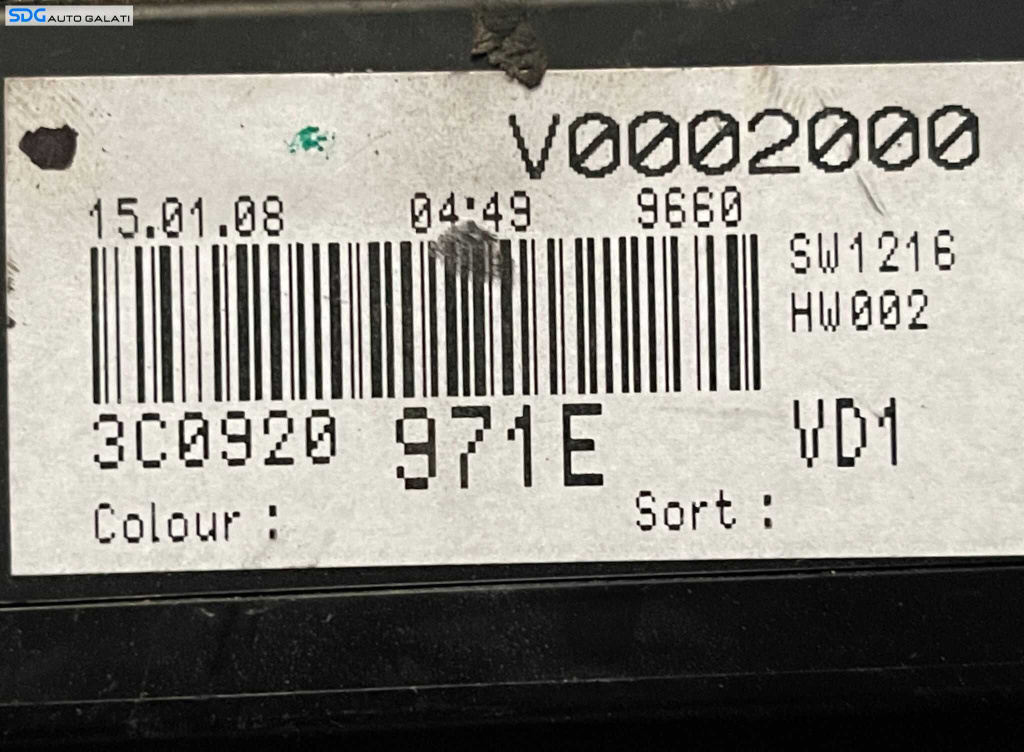 SDG AUTO GALATI
V0002000
15.01.08 04:49 9660
SW1216
HW002
3C0920 971E VD1
Colour : Sort :